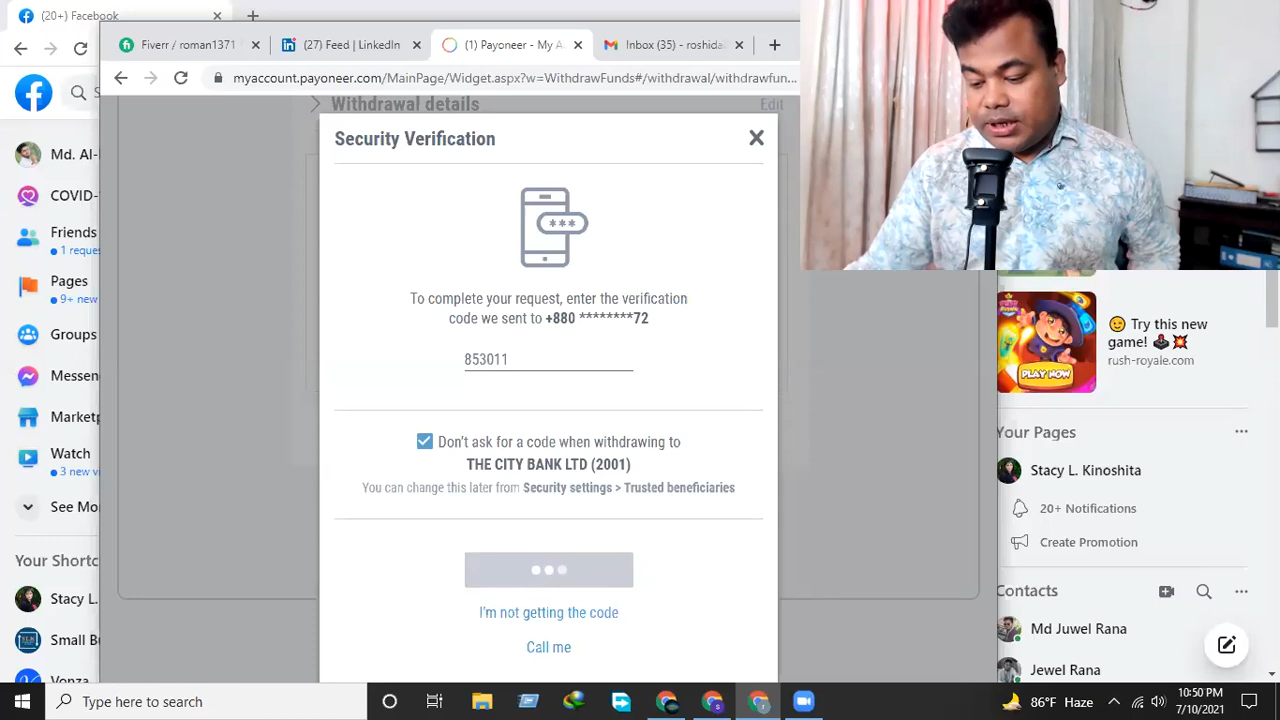 (20+) Facebook
Fiverr / roman1371
(27) Feed | LinkedIn
(1) Payoneer - My A
Inbox (35) - roshida
myaccount.payoneer.com/MainPage/Widget.aspx?w=WithdrawFunds#/withdrawal/withdrawfun...
S
Withdrawal details
Edit
Security Verification
To complete your request, enter the verification
code we sent to +880 ********72
853011
Don't ask for a code when withdrawing to
THE CITY BANK LTD (2001)
You can change this later from Security settings > Trusted beneficiaries
I'm not getting the code
Call me
Md. Al-
COVID-
Friends
1 reque
Pages
9+ new
Groups
Messen
Marketp
Watch
3 new vi
See Mo
Your Shortc
Stacy L.
Small Bu
Vonza
Try this new
game!
rush-royale.com
PLAY NOW
Your Pages
Stacy L. Kinoshita
20+ Notifications
Create Promotion
Contacts
Md Juwel Rana
Jewel Rana
Type here to search
86°F Haze
10:50 PM
7/10/2021